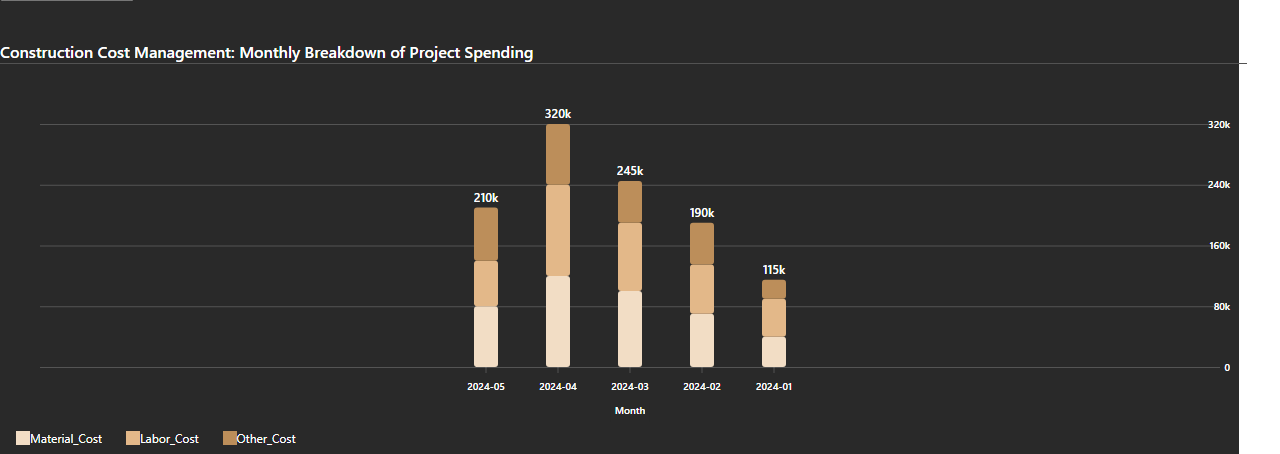 Construction Cost Management: Monthly Breakdown of Project Spending
320k
320k
245k
240k
210k
190k
160k
115k
80k
0
2024-05 2024-04 2024-03 2024-02 2024-01
Month
Material_Cost Labor_Cost Other_Cost